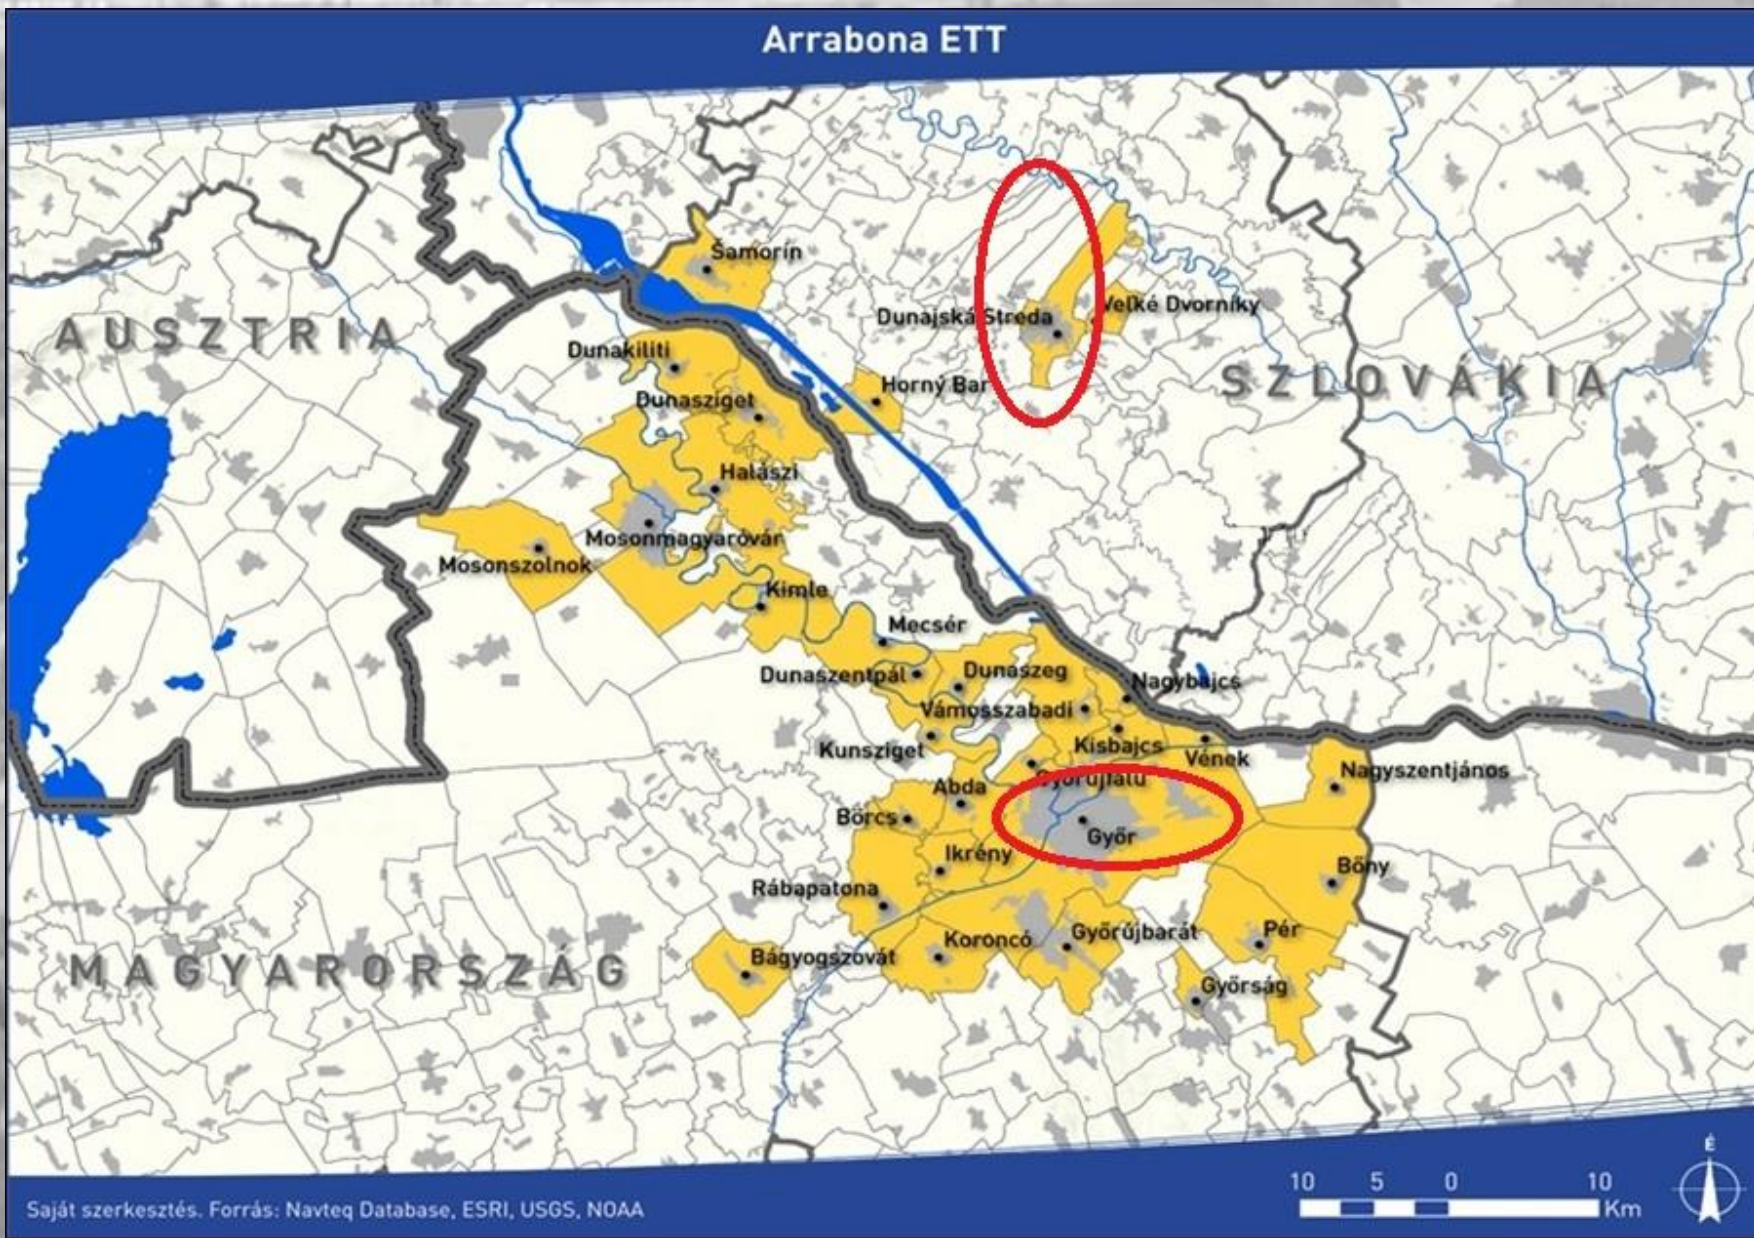 Arrabona ETT
Šamorín
AUSZTRIA
Dunajská Streda
Veľké Dvorníky
Dunakiliti
Horný Bar
SZLOVÁKIA
Dunasziget
Halászi
Mosonmagyaróvár
Mosonszolnok
Kimle
Mecsér
Dunaszentpál
Dunaszeg
Nagybajcs
Vámosszabadi
Kunsziget
Kisbajcs
Vének
Győrújfalu
Nagyszentjános
Abda
Börcs
Győr
Ikrény
Bőny
Rábapatona
Koroncó
Győrújbarát
Pér
Bágyogszovát
MAGYARORSZÁG
Győrság
É
10 5 0 10
Km
Saját szerkesztés. Forrás: Navteq Database, ESRI, USGS, NOAA